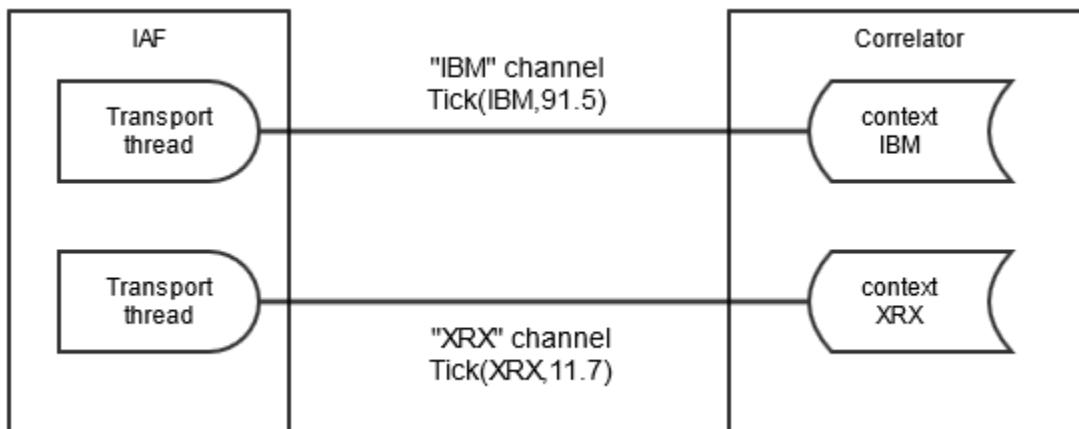 IAF
Correlator
"IBM" channel
Tick(IBM,91.5)
Transport
thread
context
IBM
Transport
thread
context
XRX
"XRX" channel
Tick(XRX,11.7)